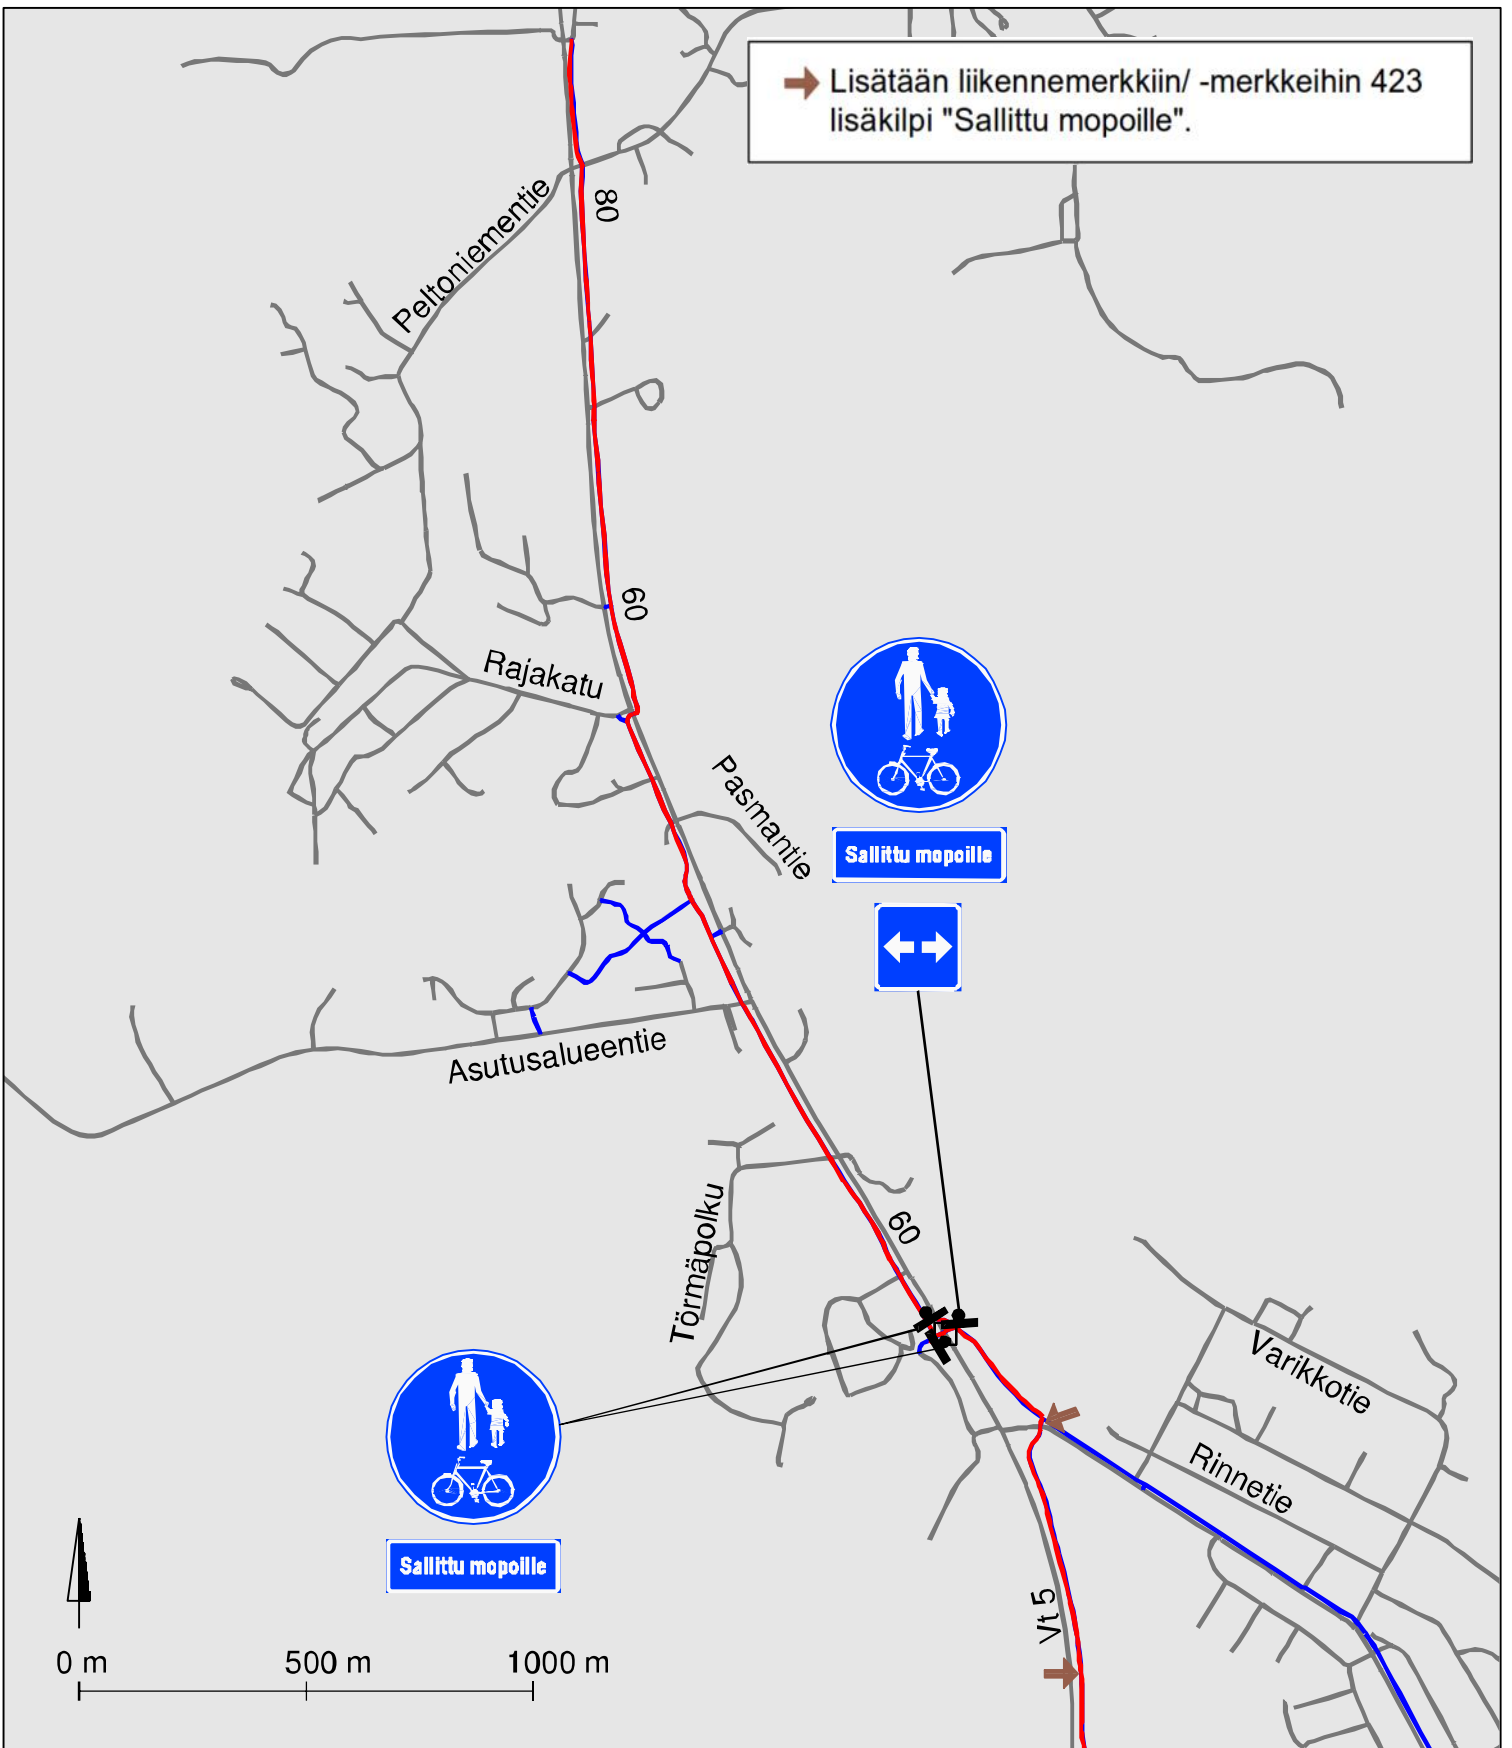 Lisätään liikennemerkkiin/ -merkkeihin 423
lisäkilpi "Sallittu mopoille".
80
Peltoniementie
60
Rajakatu
Pasmantie
Sallittu mopoille
Asutusalueentie
Törmäpolku
60
Varikkotie
Rinnetie
Sallittu mopoille
Vt 5
0 m 500 m 1000 m